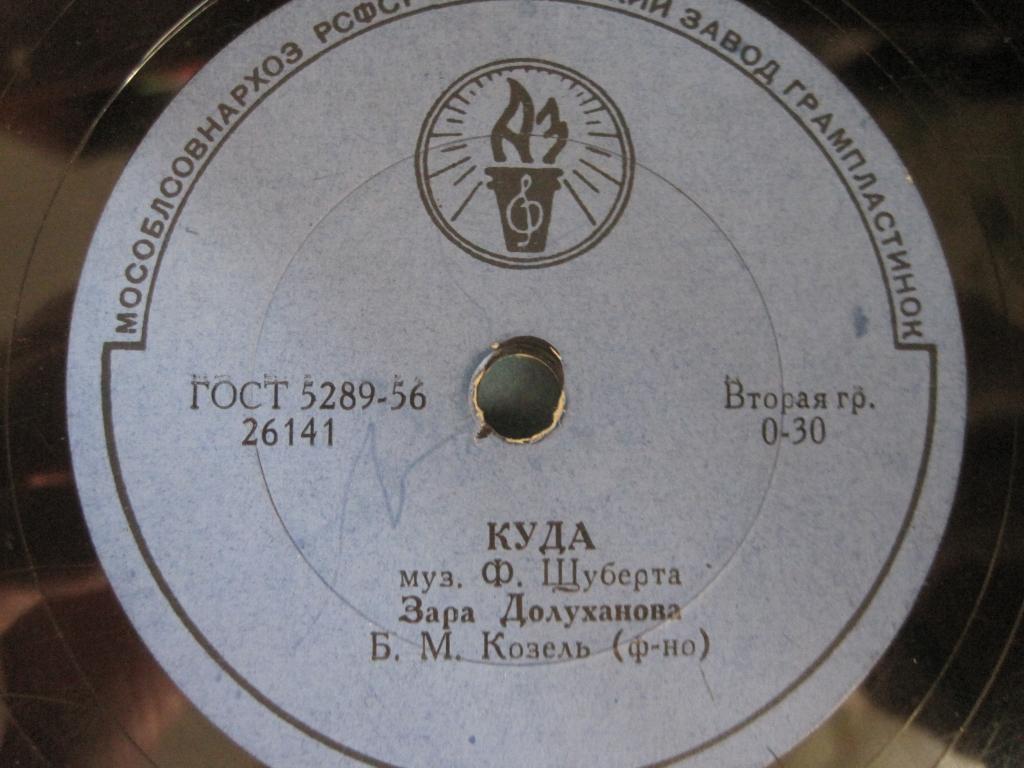 МОСОБЛСОВНАРХОЗ РСФСР ЗАВОД ГРАМПЛАСТИНОК
АЗ
ГОСТ 5289-56
26141
Вторая гр.
0-30
КУДА
муз. Ф. Шуберта
Зара Долуханова
Б. М. Козель (ф-но)